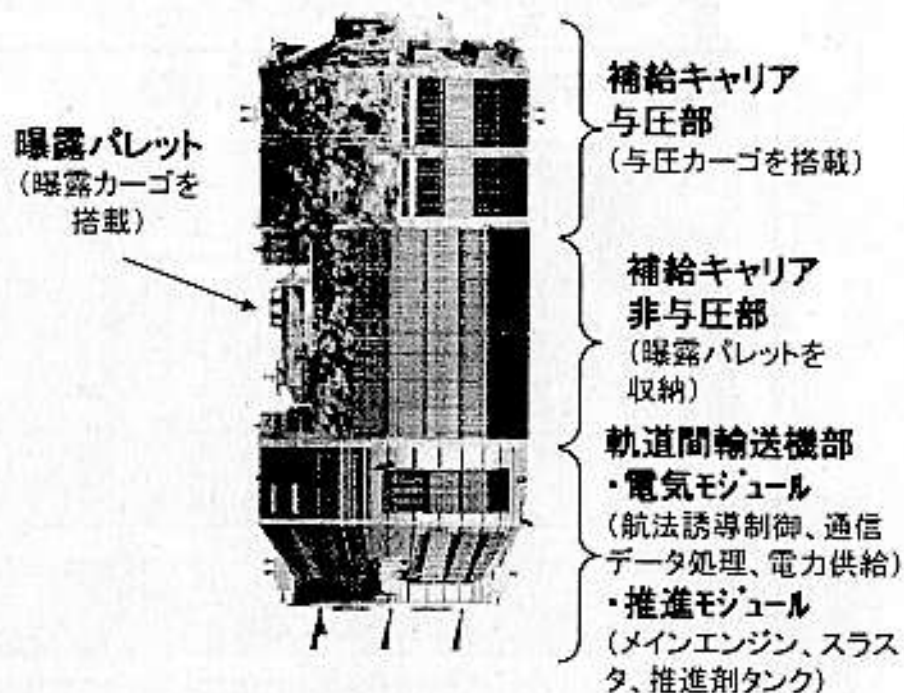 曝露パレット
(曝露カーゴを
搭載)
補給キャリア
与圧部
(与圧カーゴを搭載)
補給キャリア
非与圧部
(曝露パレットを
収納)
軌道間輸送機部
・電気モジュール
(航法誘導制御、通信
データ処理、電力供給)
・推進モジュール
(メインエンジン、スラス
タ、推進剤タンク)